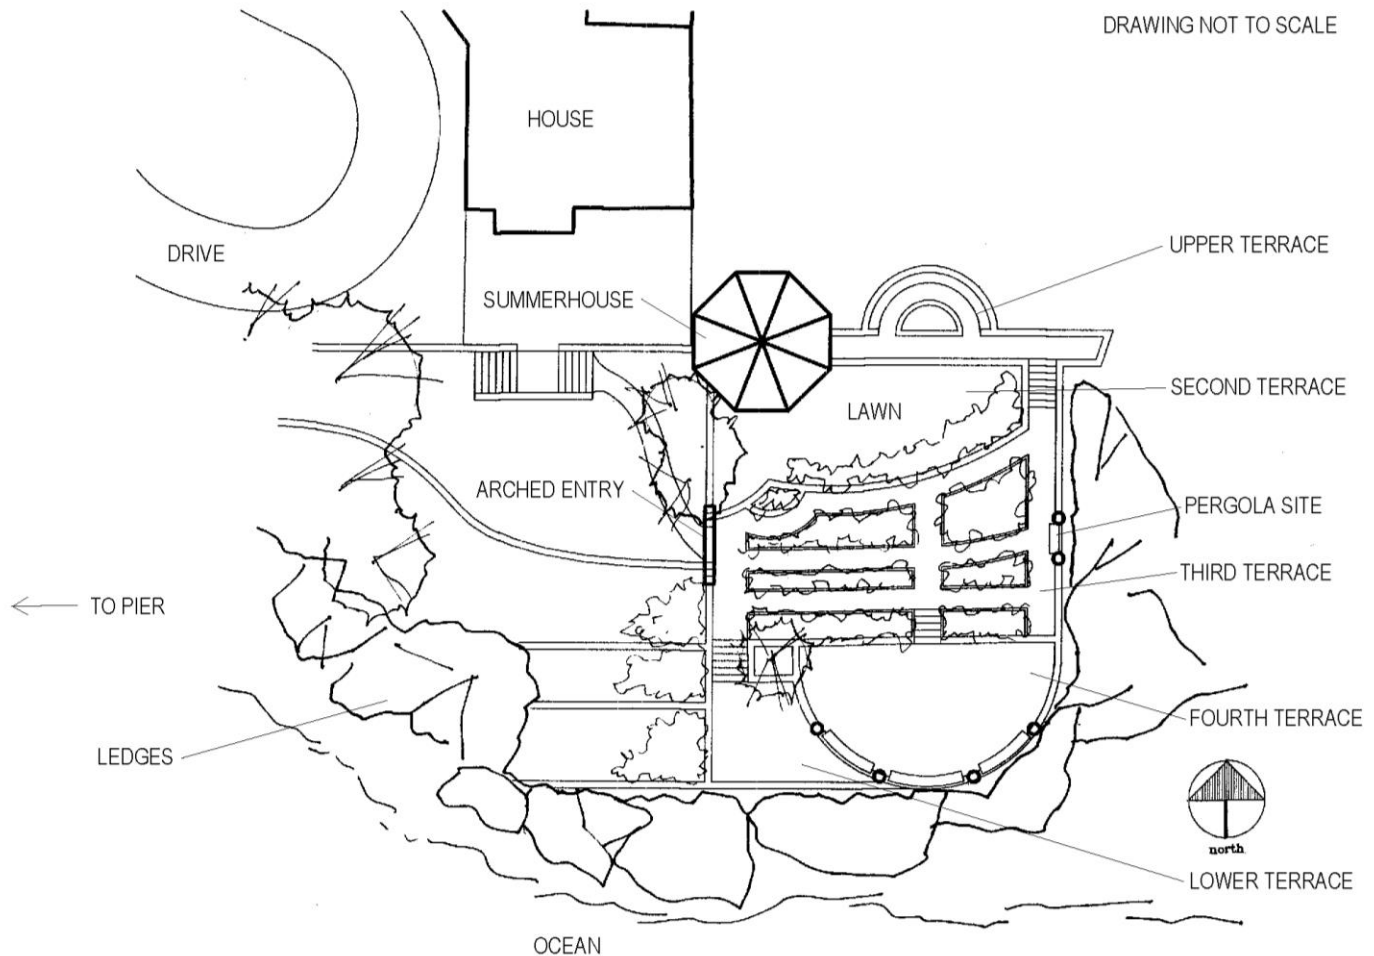 DRAWING NOT TO SCALE
HOUSE
UPPER TERRACE
DRIVE
SUMMERHOUSE
SECOND TERRACE
LAWN
ARCHED ENTRY
PERGOLA SITE
THIRD TERRACE
TO PIER
FOURTH TERRACE
LEDGES
north
LOWER TERRACE
OCEAN